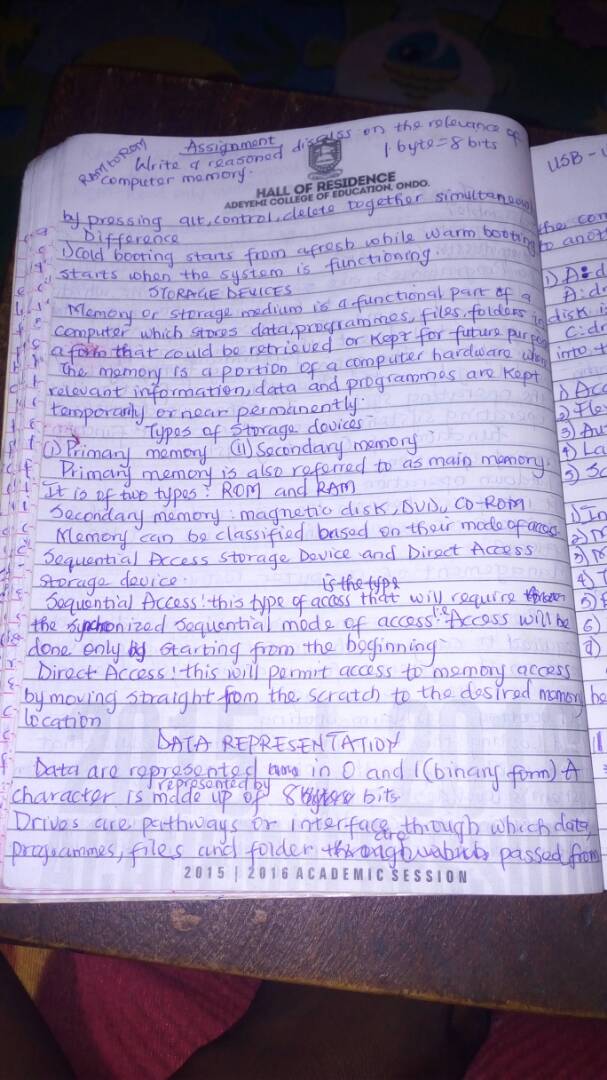 Assignment
RAM to ROM
Write a reasoned discuss on the relevance of
computer memory.
1 byte = 8 bits
HALL OF RESIDENCE
ADEYEMI COLLEGE OF EDUCATION, ONDO.
by pressing alt, control, delete together simultaneous
Difference
1) Cold booting starts from afresh while warm booting
starts when the system is functioning.
STORAGE DEVICES
Memory or storage medium is a functional part of a
computer which stores data, programmes, files, folders in
a form that could be retrieved or kept for future purpose
The memory is a portion of a computer hardware where
relevant information, data and programmes are kept
temporarily or near permanently.
Types of Storage devices
(i) Primary memory (ii) Secondary memory
Primary memory is also referred to as main memory.
It is of two types: ROM and RAM
Secondary memory: magnetic disk, DVD, CD-ROM
Memory can be classified based on their mode of access
Sequential Access storage Device and Direct Access
storage device.
is the type
Sequential Access: this type of access that will require
the sequential mode of access i.e Access will be
done only by starting from the beginning
Direct Access: this will permit access to memory access
by moving straight from the scratch to the desired memory
location
DATA REPRESENTATION
Data are represented in 0 and 1 (binary form) A
character is made up of represented by 8 bits
Drives are pathways or interface through which data,
programmes, files and folder are passed from
2015 | 2016 ACADEMIC SESSION
USB -
to anot
A: d
A: dr
disk i
C: dr
into t
1) Acc
2) Fle
3) Au
4) La
5) Sc
1) In
2) M
3) M
4) T
5) F
6)